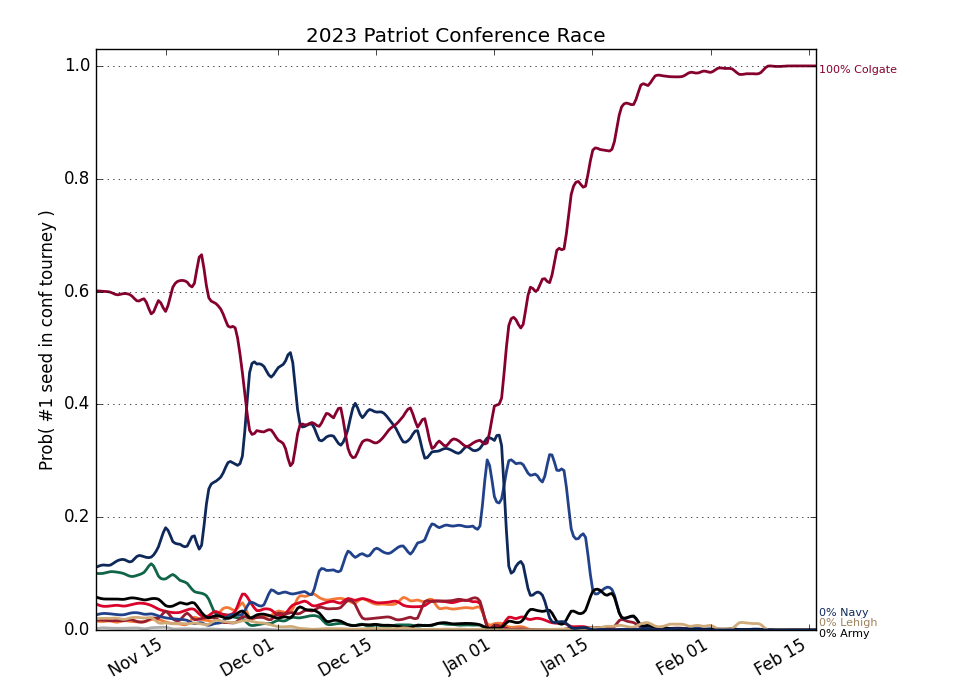 2023 Patriot Conference Race
Prob( #1 seed in conf tourney )
1.0
0.8
0.6
0.4
0.2
0.0
Nov 15
Dec 01
Dec 15
Jan 01
Jan 15
Feb 01
Feb 15
100% Colgate
0% Navy
0% Lehigh
0% Army